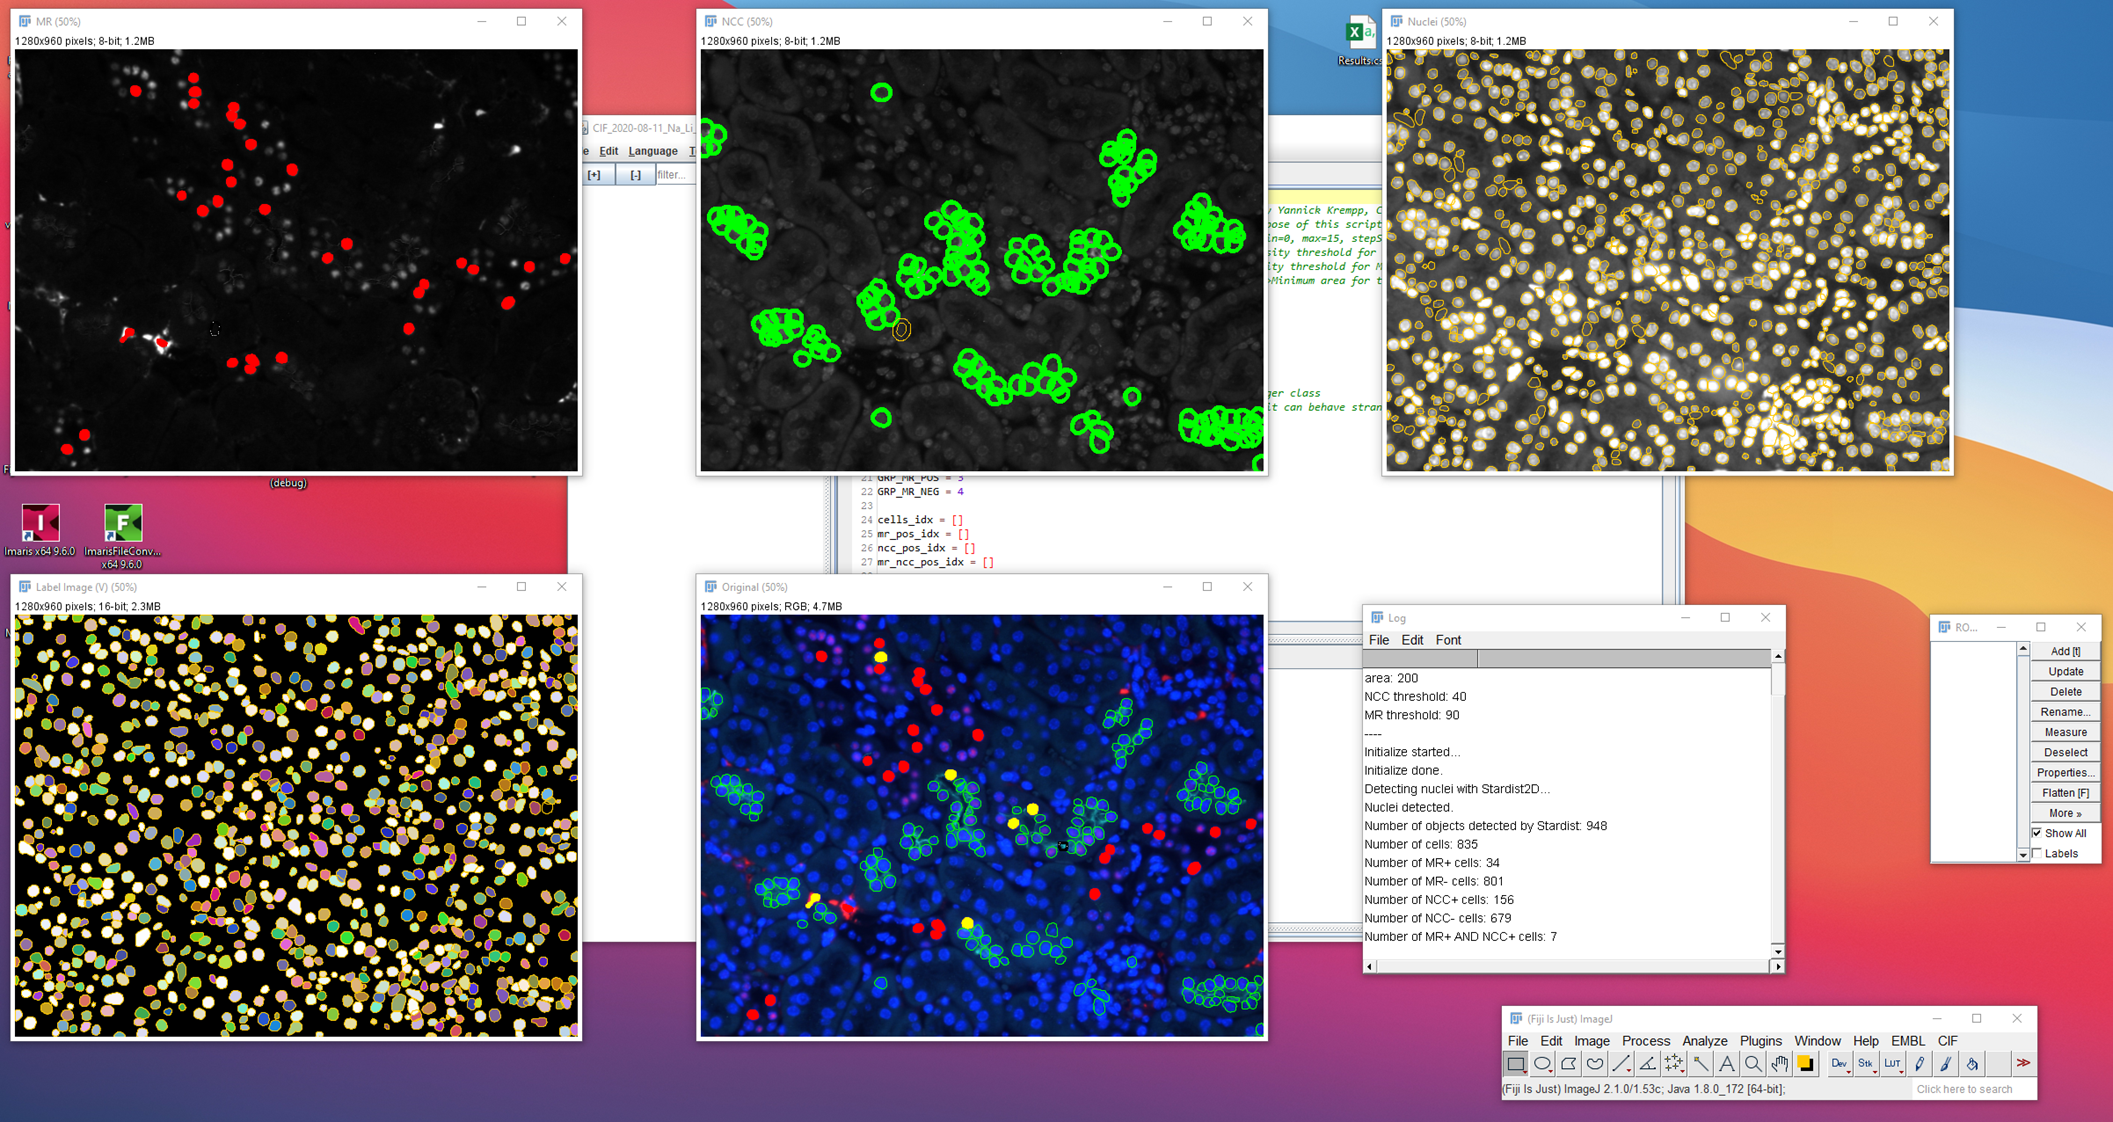 MR (50%)
1280x960 pixels; 8-bit; 1.2MB
NCC (50%)
1280x960 pixels; 8-bit; 1.2MB
Results.cs
Nuclei (50%)
1280x960 pixels; 8-bit; 1.2MB
CIF_2020-08-11_Na_Li_
Edit Language
[+] [-] filter...
Yannick Krempp, C
pose of this script
in=0, max=15, stepS
sity threshold for
ity threshold for M
>Minimum area for t
ger class
it can behave stran
(debug)
21 GRP_MR_POS = 3
22 GRP_MR_NEG = 4
23
24 cells_idx = []
25 mr_pos_idx = []
26 ncc_pos_idx = []
27 mr_ncc_pos_idx = []
Imaris x64 9.6.0
ImarisFileConv...
x64 9.6.0
Label Image (V) (50%)
1280x960 pixels; 16-bit; 2.3MB
Original (50%)
1280x960 pixels; RGB; 4.7MB
Log
File Edit Font
area: 200
NCC threshold: 40
MR threshold: 90
----
Initialize started...
Initialize done.
Detecting nuclei with Stardist2D...
Nuclei detected.
Number of objects detected by Stardist: 948
Number of cells: 835
Number of MR+ cells: 34
Number of MR- cells: 801
Number of NCC+ cells: 156
Number of NCC- cells: 679
Number of MR+ AND NCC+ cells: 7
RO...
Add [t]
Update
Delete
Rename...
Measure
Deselect
Properties...
Flatten [F]
More »
Show All
Labels
(Fiji Is Just) ImageJ
File Edit Image Process Analyze Plugins Window Help EMBL CIF
Dev Stk LUT
(Fiji Is Just) ImageJ 2.1.0/1.53c; Java 1.8.0_172 [64-bit];
Click here to search